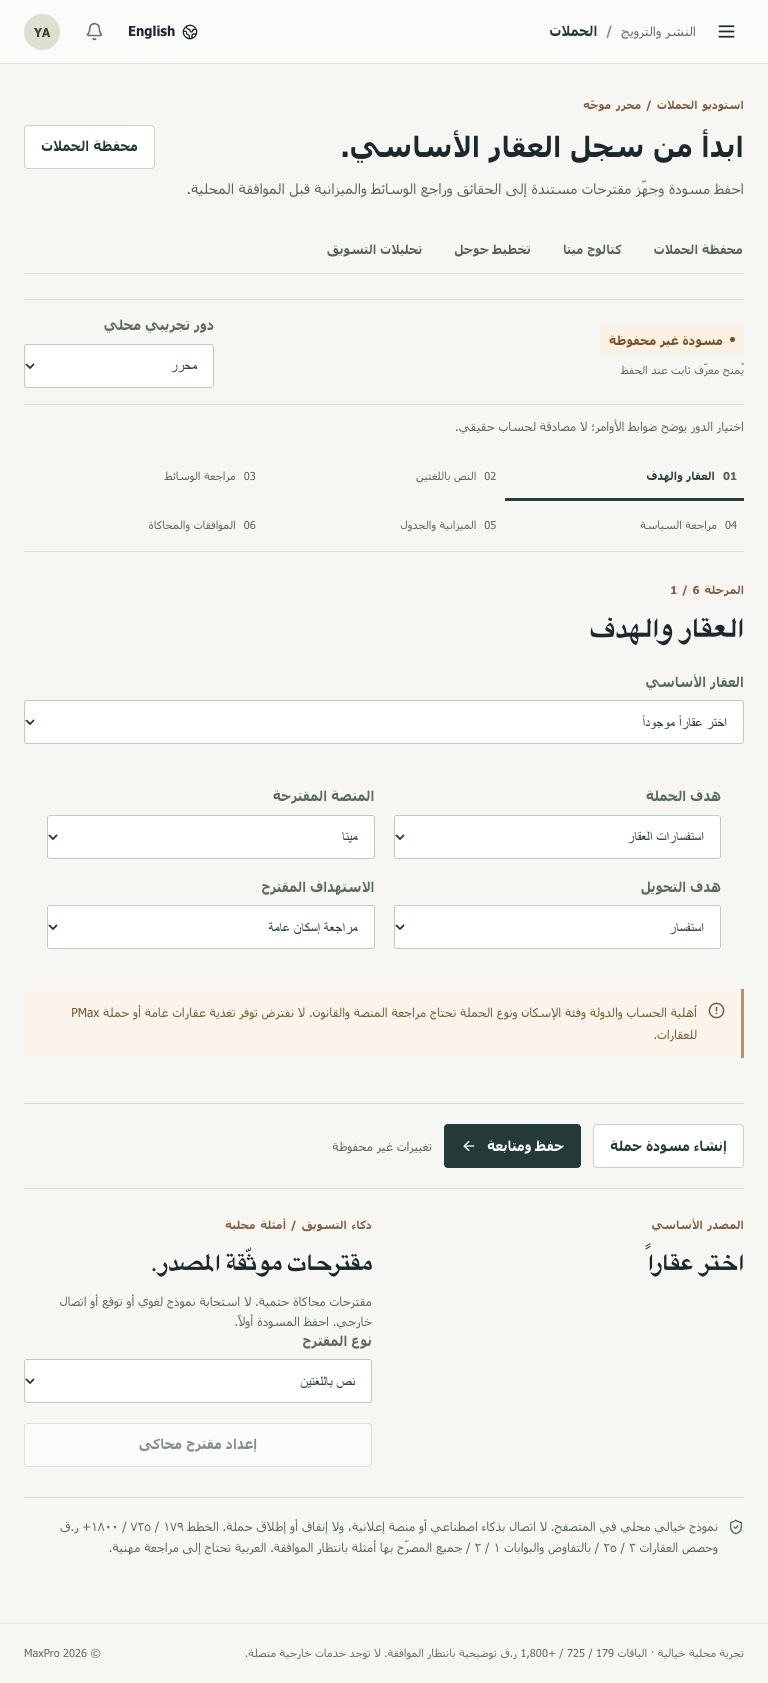 النشر والترويج / الحملات
English
YA
استوديو الحملات / محرر موجّه
ابدأ من سجل العقار الأساسي.
محفظة الحملات
احفظ مسودة وجهّز مقترحات مستندة إلى الحقائق وراجع الوسائط والميزانية قبل الموافقة المحلية.
محفظة الحملات
كتالوج ميتا
تخطيط جوجل
تحليلات التسويق
مسودة غير محفوظة
يُمنح معرّف ثابت عند الحفظ
دور تجريبي محلي
محرر
اختيار الدور يوضح ضوابط الأوامر؛ لا مصادقة لحساب حقيقي.
01 العقار والهدف
02 النص باللغتين
03 مراجعة الوسائط
04 مراجعة السياسة
05 الميزانية والجدول
06 الموافقات والمحاكاة
المرحلة 6 / 1
العقار والهدف
العقار الأساسي
اختر عقاراً موجوداً
هدف الحملة
استفسارات العقار
المنصة المقترحة
ميتا
هدف التحويل
استفسار
الاستهداف المقترح
مراجعة إسكان عامة
أهلية الحساب والدولة وفئة الإسكان ونوع الحملة تحتاج مراجعة المنصة والقانون. لا نفترض توفر تغذية عقارات عامة أو حملة PMax
للعقارات.
إنشاء مسودة حملة
حفظ ومتابعة
تغييرات غير محفوظة
المصدر الأساسي
اختر عقاراً
ذكاء التسويق / أمثلة محلية
مقترحات موثّقة المصدر.
مقترحات محاكاة حتمية. لا استجابة نموذج لغوي أو توقع أو اتصال
خارجي. احفظ المسودة أولاً.
نوع المقترح
نص باللغتين
إعداد مقترح محاكى
نموذج خيالي محلي في المتصفح. لا اتصال بذكاء اصطناعي أو منصة إعلانية، ولا إنفاق أو إطلاق حملة. الخطط ١٧٩ / ٧٢٥ / ١٨٠٠+ ر.ق
وحصص العقارات ٣ / ٢٥ / بالتفاوض والبوابات ١ / ٢ / جميع المصرّح بها أمثلة بانتظار الموافقة. العربية تحتاج إلى مراجعة مهنية.
تجربة محلية خيالية · الباقات 179 / 725 / +1,800 ر.ق توضيحية بانتظار الموافقة. لا توجد خدمات خارجية متصلة.
© 2026 MaxPro